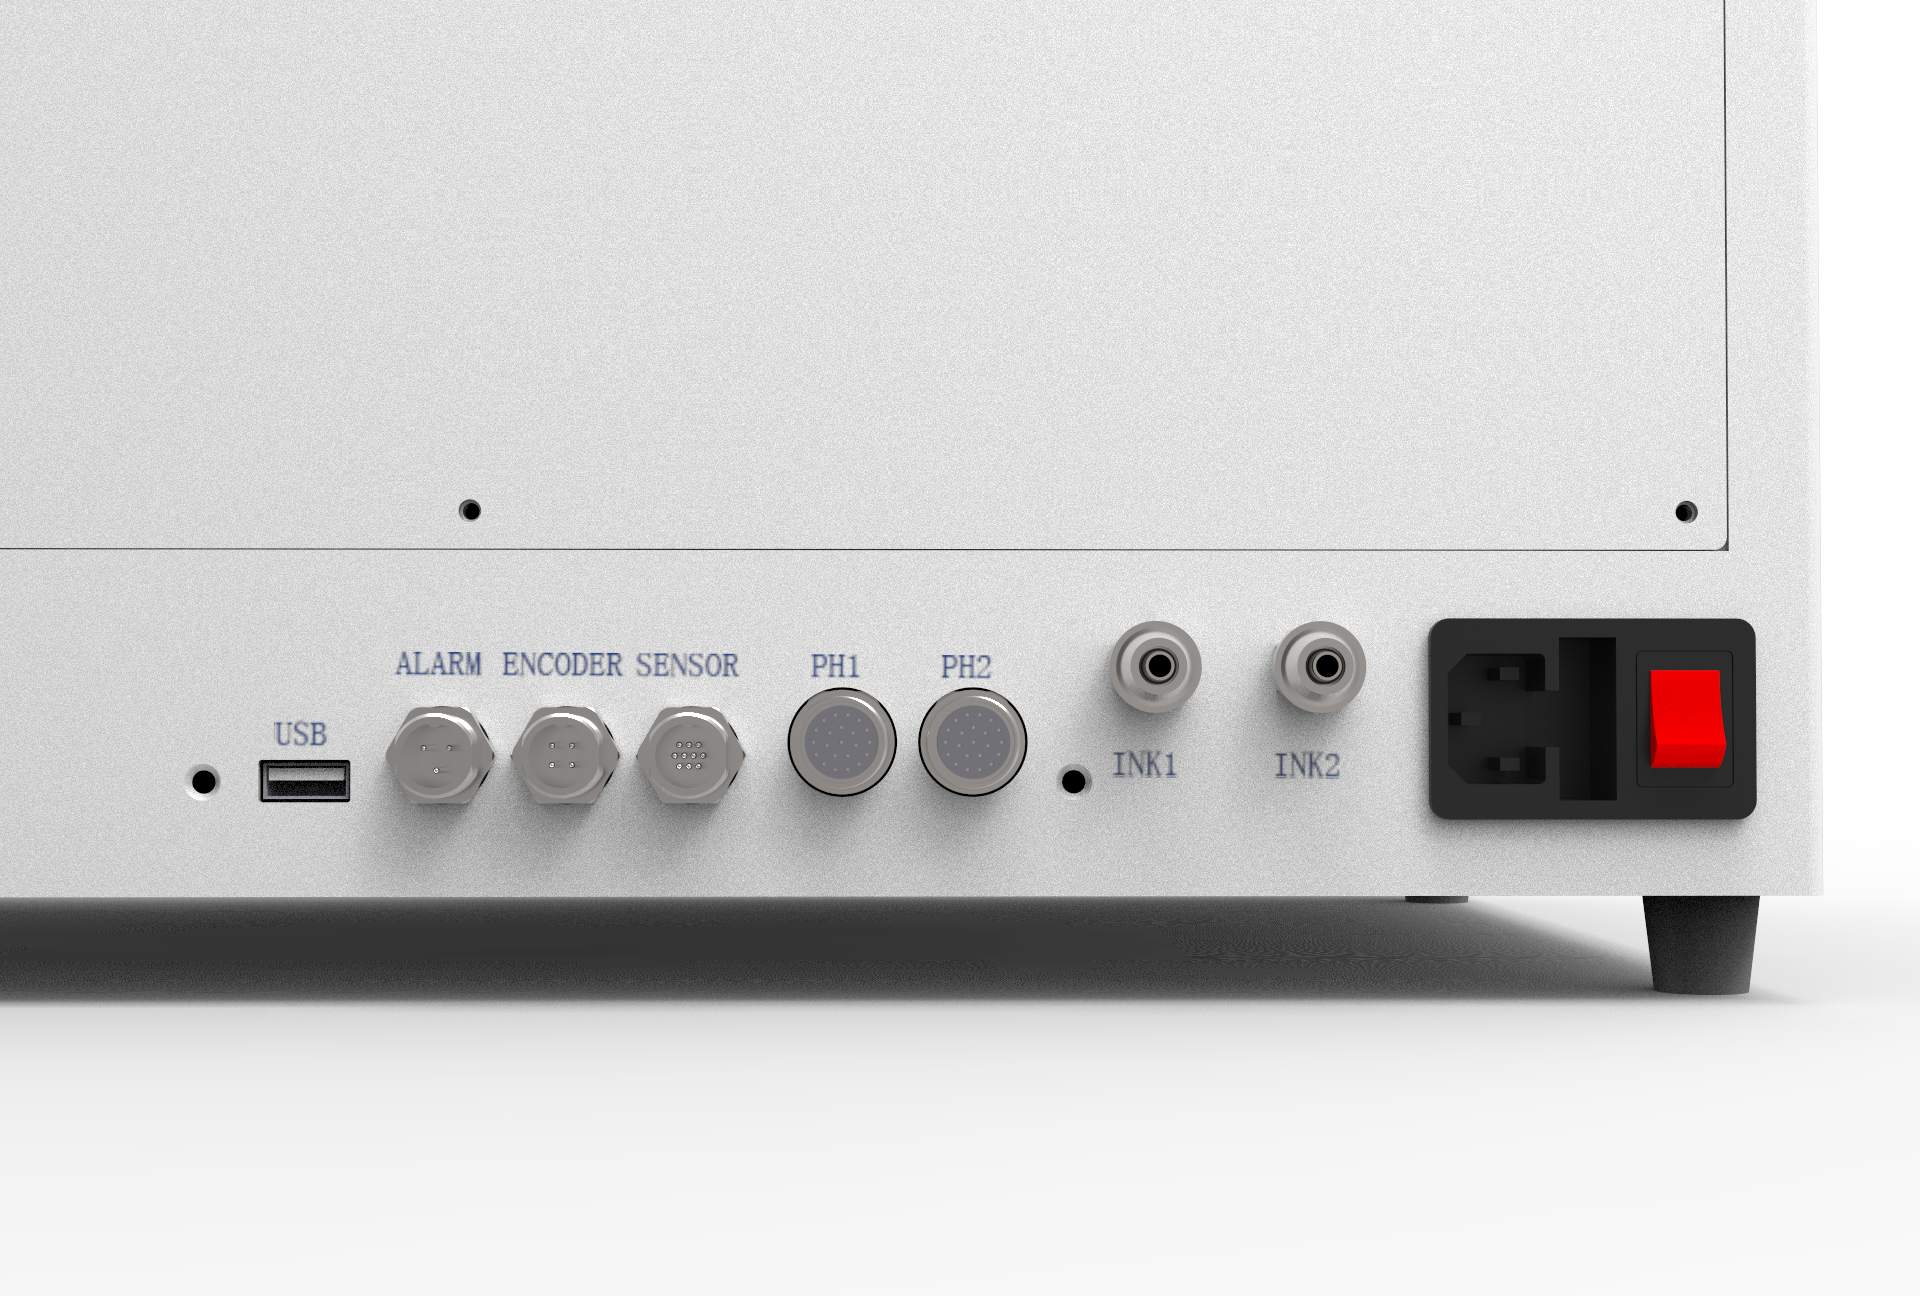 ALARM ENCODER SENSOR PH1 PH2
USB
INK1 INK2